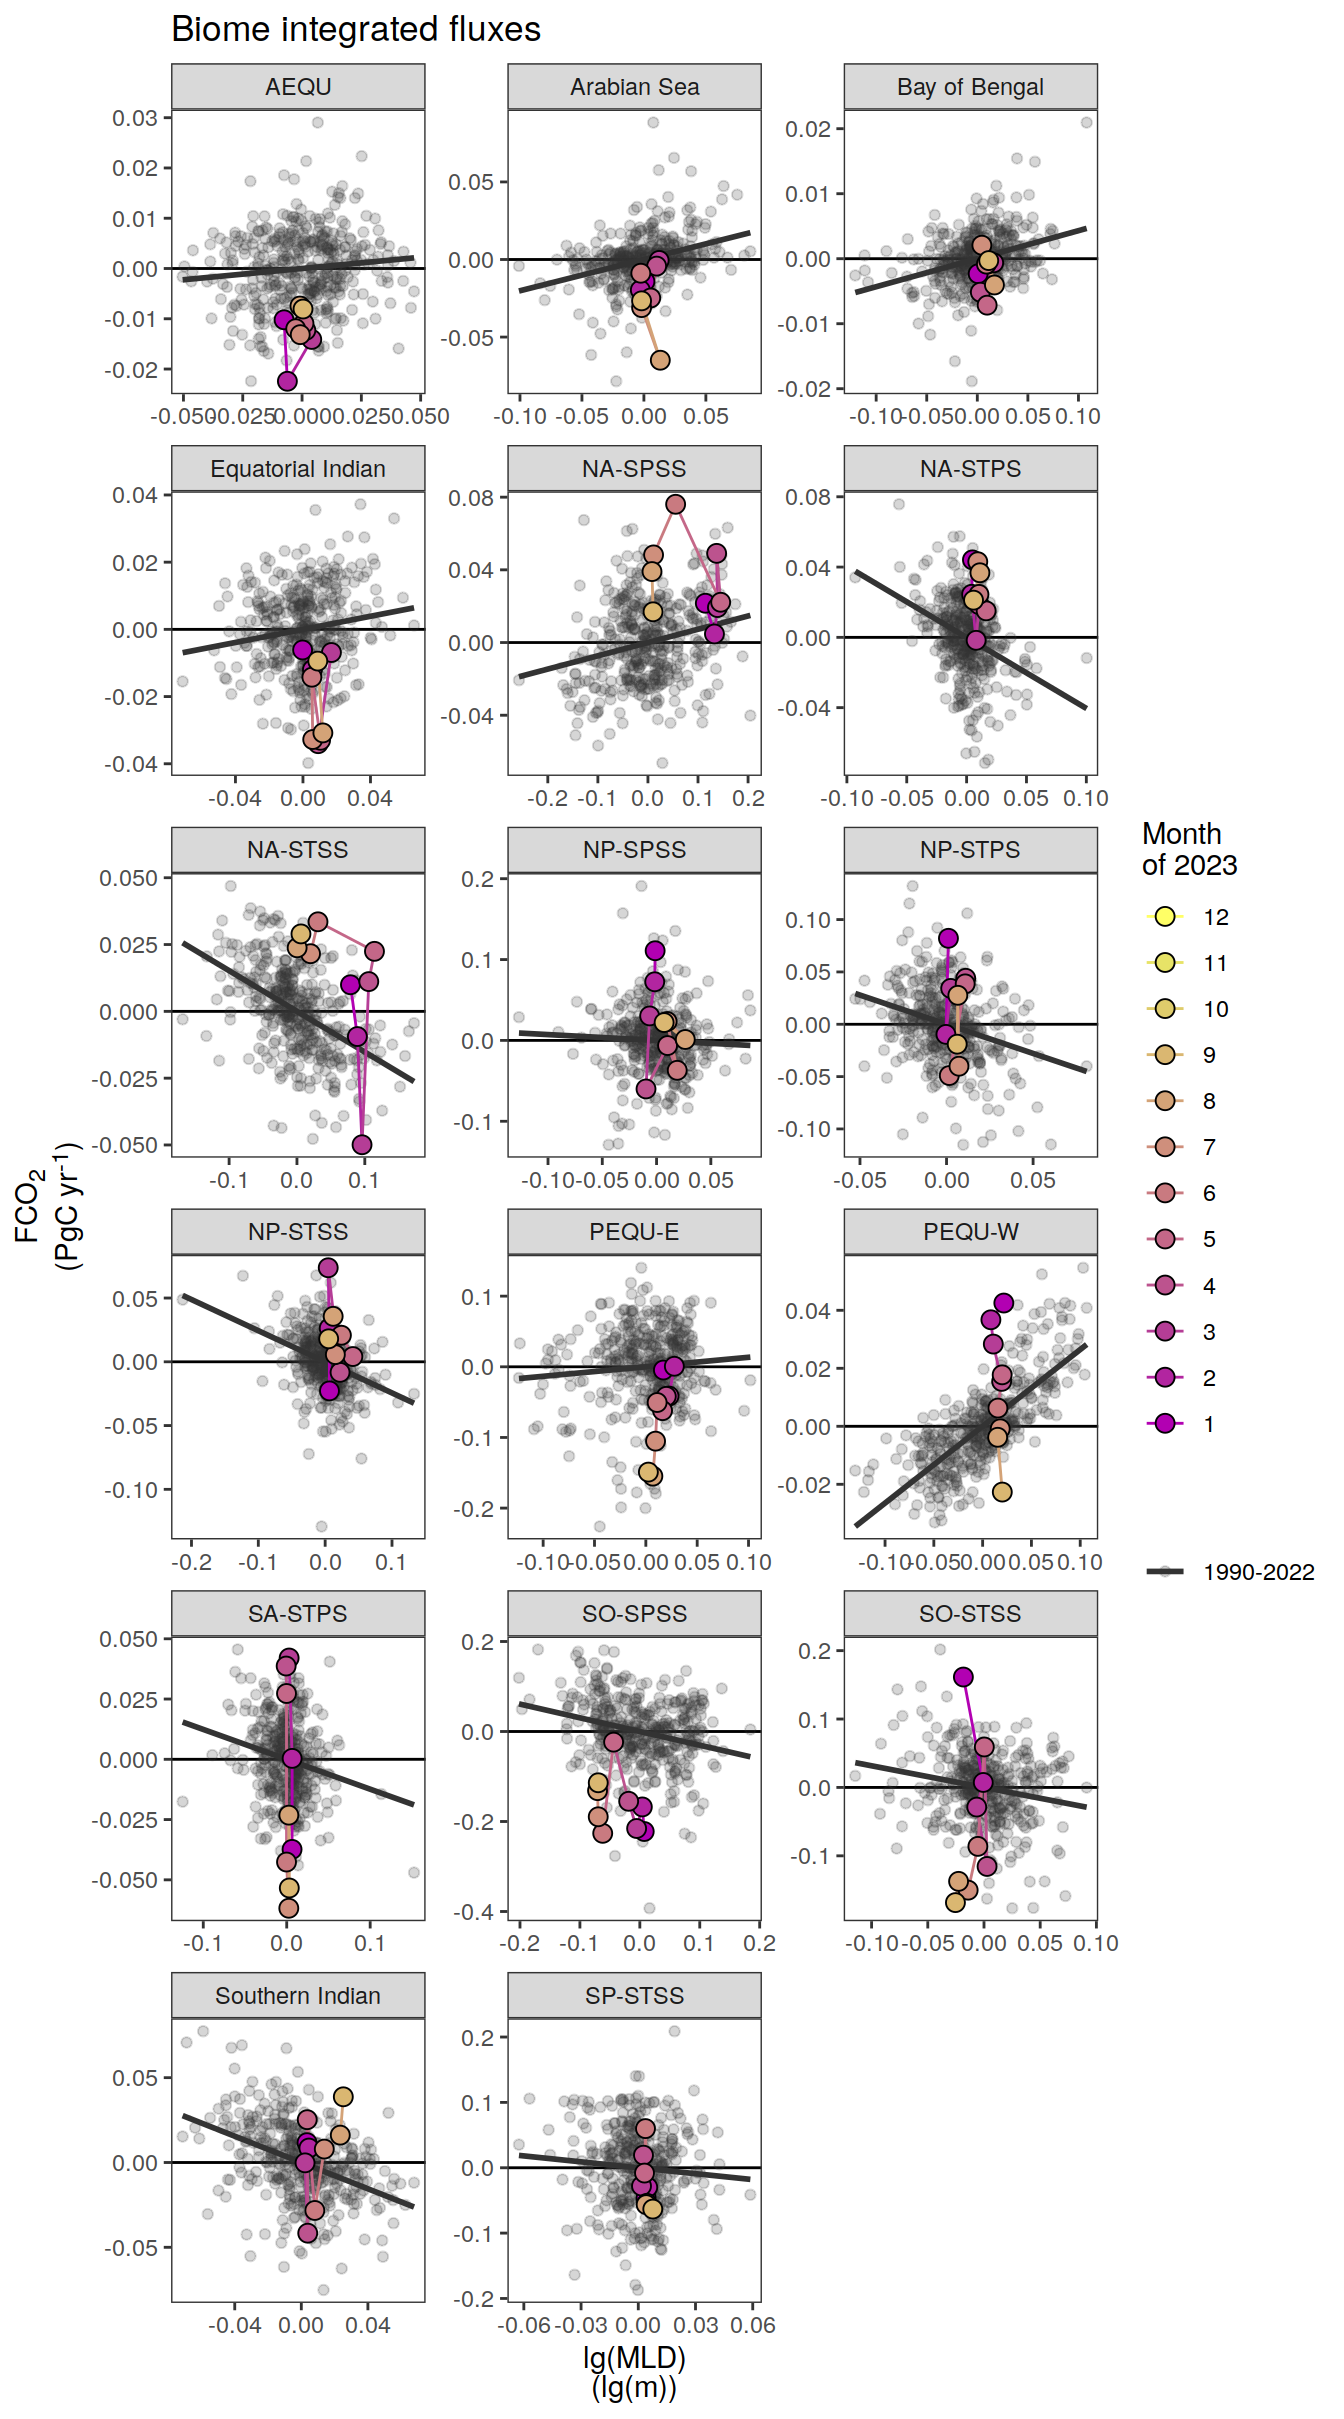 Biome integrated fluxes
AEQU
Arabian Sea
Bay of Bengal
0.03
0.02
0.01
0.00
-0.01
-0.02
0.05
0.00
-0.05
0.02
0.01
0.00
-0.01
-0.02
-0.050 -0.025 0.000 0.025 0.050
-0.10 -0.05 0.00 0.05
-0.10 -0.05 0.00 0.05 0.10
Equatorial Indian
NA-SPSS
NA-STPS
0.04
0.02
0.00
-0.02
-0.04
0.08
0.04
0.00
-0.04
0.08
0.04
0.00
-0.04
-0.04 0.00 0.04
-0.2 -0.1 0.0 0.1 0.2
-0.10 -0.05 0.00 0.05 0.10
NA-STSS
NP-SPSS
NP-STPS
0.050
0.025
0.000
-0.025
-0.050
0.2
0.1
0.0
-0.1
0.10
0.05
0.00
-0.05
-0.10
-0.1 0.0 0.1
-0.10 -0.05 0.00 0.05
-0.05 0.00 0.05
NP-STSS
PEQU-E
PEQU-W
0.05
0.00
-0.05
-0.10
0.1
0.0
-0.1
-0.2
0.04
0.02
0.00
-0.02
-0.2 -0.1 0.0 0.1
-0.10 -0.05 0.00 0.05 0.10
-0.10 -0.05 0.00 0.05 0.10
SA-STPS
SO-SPSS
SO-STSS
0.050
0.025
0.000
-0.025
-0.050
0.2
0.0
-0.2
-0.4
0.2
0.1
0.0
-0.1
-0.1 0.0 0.1
-0.2 -0.1 0.0 0.1 0.2
-0.10 -0.05 0.00 0.05 0.10
Southern Indian
SP-STSS
0.05
0.00
-0.05
0.2
0.1
0.0
-0.1
-0.2
-0.04 0.00 0.04
-0.06 -0.03 0.00 0.03 0.06
lg(MLD)
(lg(m))
FCO₂
(PgC yr⁻¹)
Month
of 2023
12
11
10
9
8
7
6
5
4
3
2
1
1990-2022